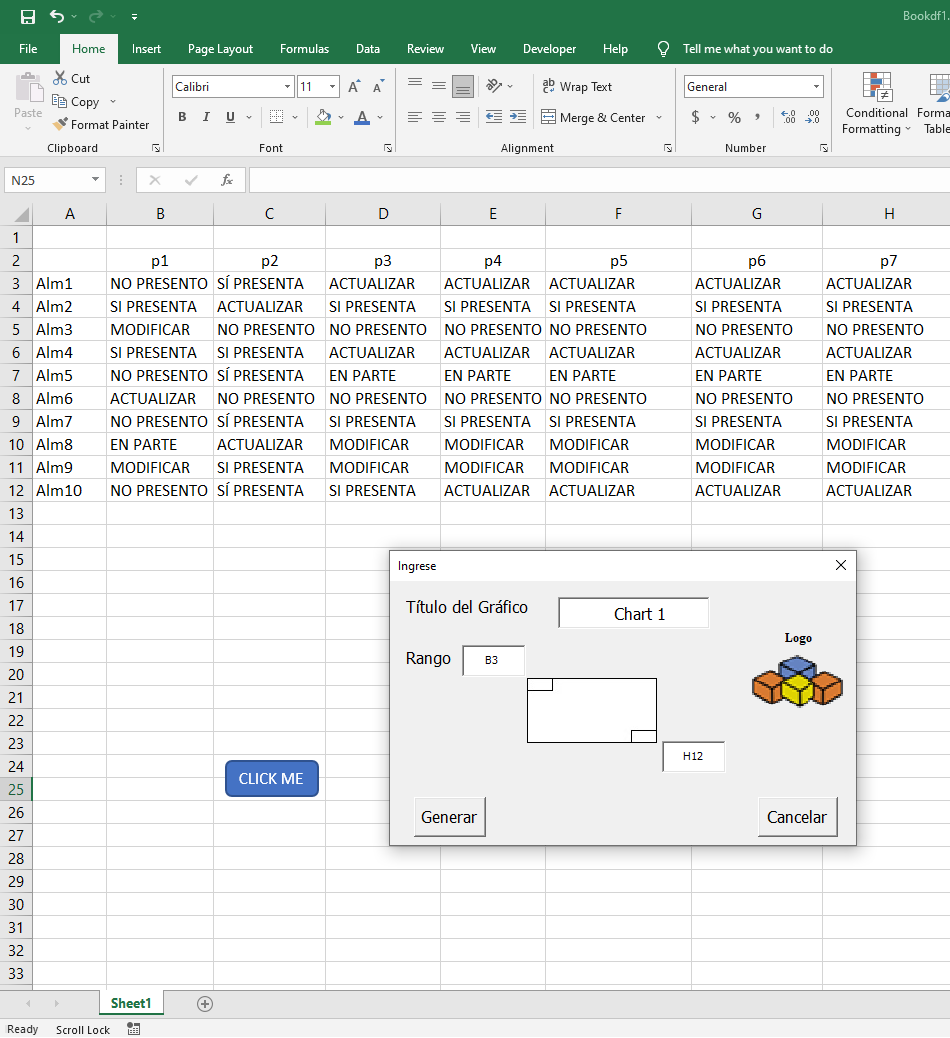 Bookdf1.
File Home Insert Page Layout Formulas Data Review View Developer Help Tell me what you want to do
Paste
Cut
Copy
Format Painter
Clipboard
Calibri 11 A A
B I U A
Font
ab Wrap Text
Merge & Center
Alignment
General
$ % ,
Number
Conditional
Formatting
Forma
Table
N25 fx
A B C D E F G H
1
2 p1 p2 p3 p4 p5 p6 p7
3 Alm1 NO PRESENTO SÍ PRESENTA ACTUALIZAR ACTUALIZAR ACTUALIZAR ACTUALIZAR ACTUALIZAR
4 Alm2 SI PRESENTA ACTUALIZAR SI PRESENTA SI PRESENTA SI PRESENTA SI PRESENTA SI PRESENTA
5 Alm3 MODIFICAR NO PRESENTO NO PRESENTO NO PRESENTO NO PRESENTO NO PRESENTO NO PRESENTO
6 Alm4 SI PRESENTA SI PRESENTA ACTUALIZAR ACTUALIZAR ACTUALIZAR ACTUALIZAR ACTUALIZAR
7 Alm5 NO PRESENTO SÍ PRESENTA EN PARTE EN PARTE EN PARTE EN PARTE EN PARTE
8 Alm6 ACTUALIZAR NO PRESENTO NO PRESENTO NO PRESENTO NO PRESENTO NO PRESENTO NO PRESENTO
9 Alm7 NO PRESENTO SÍ PRESENTA SI PRESENTA SI PRESENTA SI PRESENTA SI PRESENTA SI PRESENTA
10 Alm8 EN PARTE ACTUALIZAR MODIFICAR MODIFICAR MODIFICAR MODIFICAR MODIFICAR
11 Alm9 MODIFICAR SI PRESENTA MODIFICAR MODIFICAR MODIFICAR MODIFICAR MODIFICAR
12 Alm10 NO PRESENTO SÍ PRESENTA SI PRESENTA ACTUALIZAR ACTUALIZAR ACTUALIZAR ACTUALIZAR
13
14
15
16
17
18
19
20
21
22
23
24
25
26
27
28
29
30
31
32
33
CLICK ME
Ingrese
Título del Gráfico Chart 1
Logo
Rango B3
H12
Generar Cancelar
Sheet1
Ready Scroll Lock